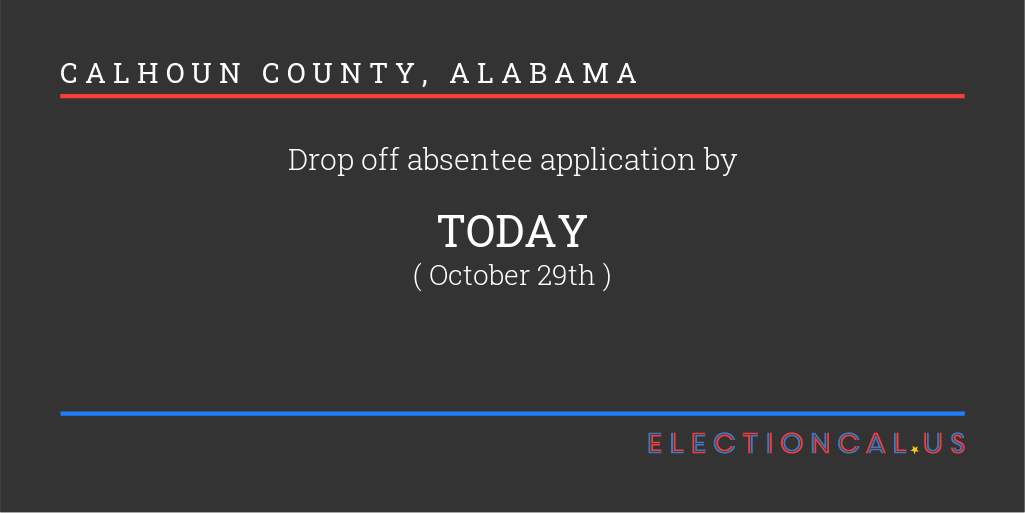 CALHOUN COUNTY, ALABAMA
Drop off absentee application by
TODAY
( October 29th )
ELECTIONCAL.US